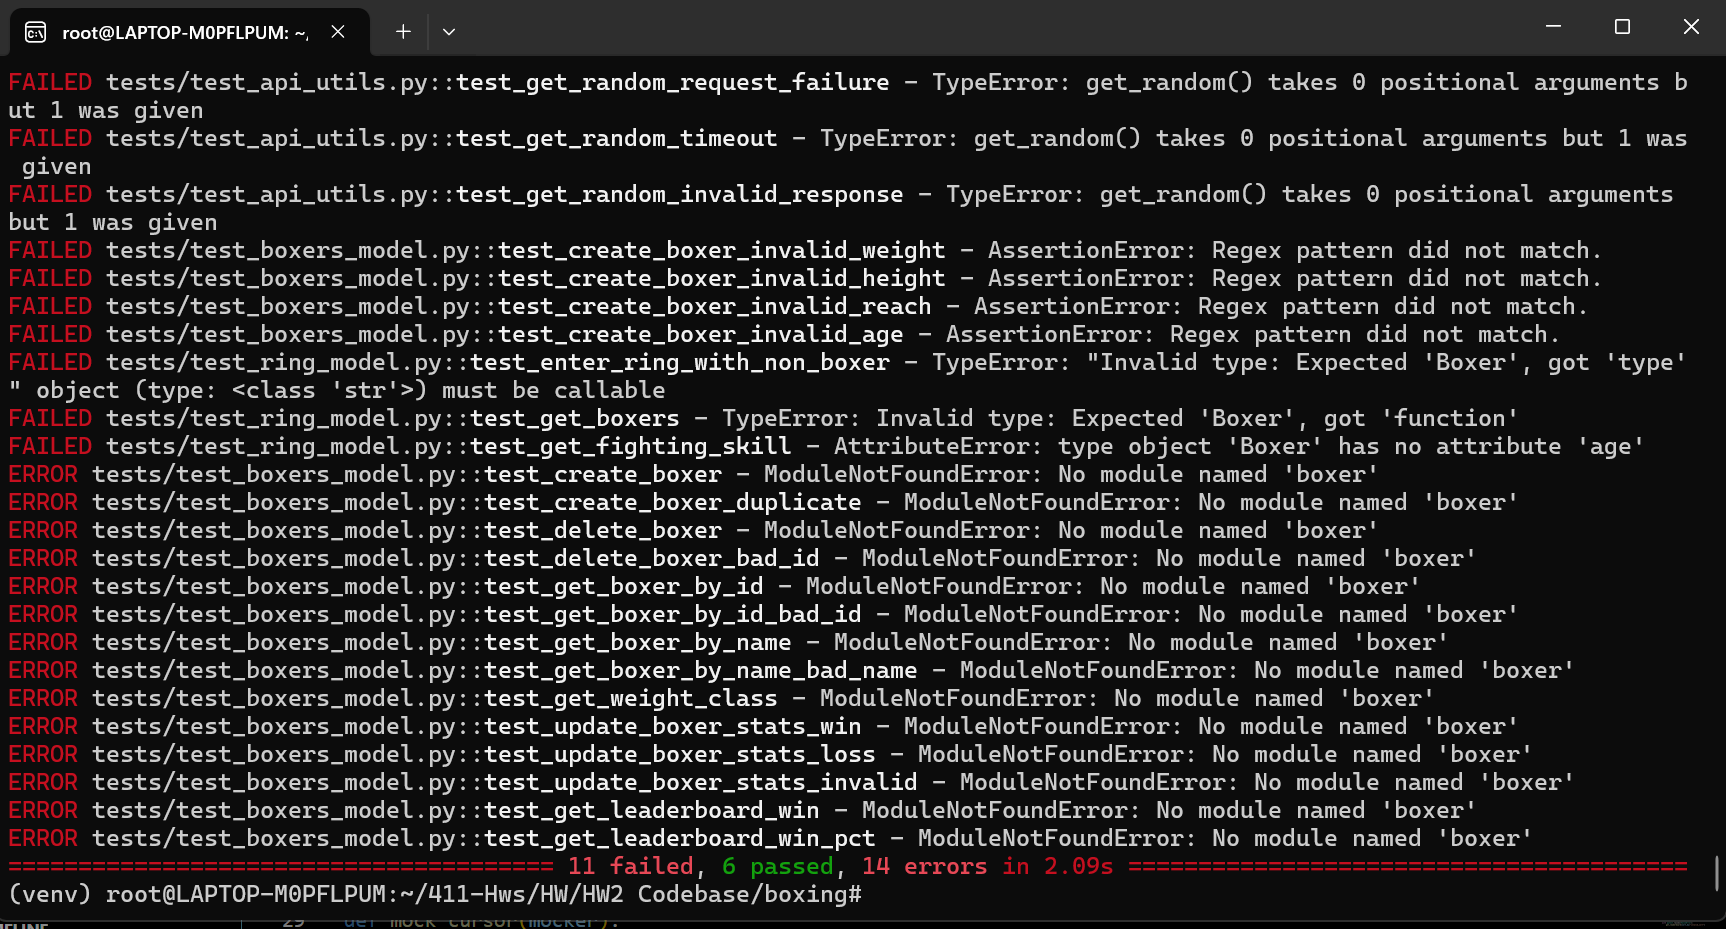 root@LAPTOP-M0PFLPUM: ~/
FAILED tests/test_api_utils.py::test_get_random_request_failure - TypeError: get_random() takes 0 positional arguments b
ut 1 was given
FAILED tests/test_api_utils.py::test_get_random_timeout - TypeError: get_random() takes 0 positional arguments but 1 was
 given
FAILED tests/test_api_utils.py::test_get_random_invalid_response - TypeError: get_random() takes 0 positional arguments
but 1 was given
FAILED tests/test_boxers_model.py::test_create_boxer_invalid_weight - AssertionError: Regex pattern did not match.
FAILED tests/test_boxers_model.py::test_create_boxer_invalid_height - AssertionError: Regex pattern did not match.
FAILED tests/test_boxers_model.py::test_create_boxer_invalid_reach - AssertionError: Regex pattern did not match.
FAILED tests/test_boxers_model.py::test_create_boxer_invalid_age - AssertionError: Regex pattern did not match.
FAILED tests/test_ring_model.py::test_enter_ring_with_non_boxer - TypeError: "Invalid type: Expected 'Boxer', got 'type'
" object (type: <class 'str'>) must be callable
FAILED tests/test_ring_model.py::test_get_boxers - TypeError: Invalid type: Expected 'Boxer', got 'function'
FAILED tests/test_ring_model.py::test_get_fighting_skill - AttributeError: type object 'Boxer' has no attribute 'age'
ERROR tests/test_boxers_model.py::test_create_boxer - ModuleNotFoundError: No module named 'boxer'
ERROR tests/test_boxers_model.py::test_create_boxer_duplicate - ModuleNotFoundError: No module named 'boxer'
ERROR tests/test_boxers_model.py::test_delete_boxer - ModuleNotFoundError: No module named 'boxer'
ERROR tests/test_boxers_model.py::test_delete_boxer_bad_id - ModuleNotFoundError: No module named 'boxer'
ERROR tests/test_boxers_model.py::test_get_boxer_by_id - ModuleNotFoundError: No module named 'boxer'
ERROR tests/test_boxers_model.py::test_get_boxer_by_id_bad_id - ModuleNotFoundError: No module named 'boxer'
ERROR tests/test_boxers_model.py::test_get_boxer_by_name - ModuleNotFoundError: No module named 'boxer'
ERROR tests/test_boxers_model.py::test_get_boxer_by_name_bad_name - ModuleNotFoundError: No module named 'boxer'
ERROR tests/test_boxers_model.py::test_get_weight_class - ModuleNotFoundError: No module named 'boxer'
ERROR tests/test_boxers_model.py::test_update_boxer_stats_win - ModuleNotFoundError: No module named 'boxer'
ERROR tests/test_boxers_model.py::test_update_boxer_stats_loss - ModuleNotFoundError: No module named 'boxer'
ERROR tests/test_boxers_model.py::test_update_boxer_stats_invalid - ModuleNotFoundError: No module named 'boxer'
ERROR tests/test_boxers_model.py::test_get_leaderboard_win - ModuleNotFoundError: No module named 'boxer'
ERROR tests/test_boxers_model.py::test_get_leaderboard_win_pct - ModuleNotFoundError: No module named 'boxer'
======================================= 11 failed, 6 passed, 14 errors in 2.09s ========================================
(venv) root@LAPTOP-M0PFLPUM:~/411-Hws/HW/HW2 Codebase/boxing#
29 def mock_cursor(mocker):